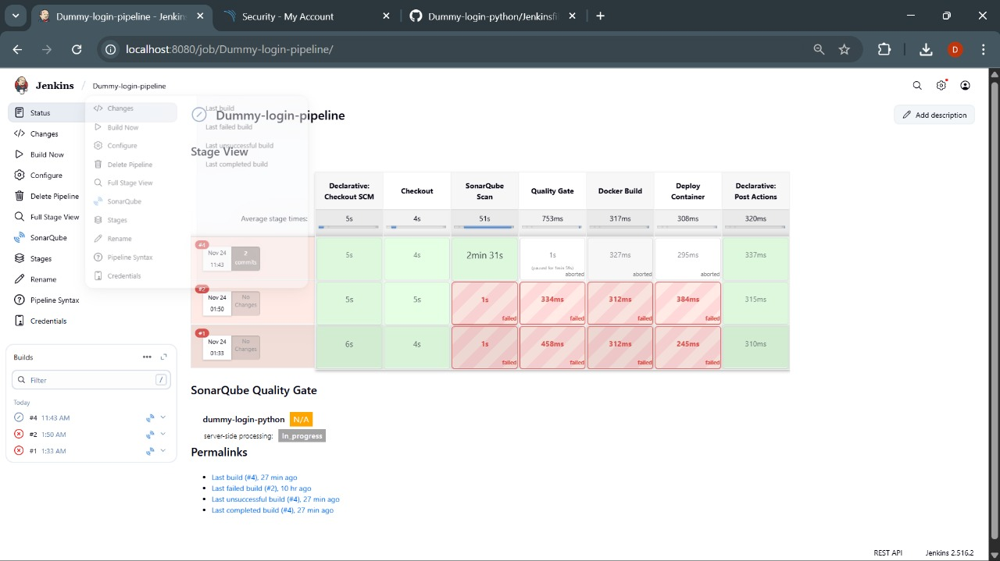 Dummy-login-pipeline - Jenkins
Security - My Account
Dummy-login-python/Jenkinsfil
localhost:8080/job/Dummy-login-pipeline/
D
Jenkins / Dummy-login-pipeline
Status
Changes
Build Now
Configure
Delete Pipeline
Full Stage View
SonarQube
Stages
Rename
Pipeline Syntax
Credentials
Changes
Build Now
Configure
Delete Pipeline
Full Stage View
SonarQube
Stages
Rename
Pipeline Syntax
Credentials
Last build
Last failed build
Last unsuccessful build
Last completed build
Dummy-login-pipeline
Add description
Stage View
Declarative: Checkout SCM
Checkout
SonarQube Scan
Quality Gate
Docker Build
Deploy Container
Declarative: Post Actions
Average stage times:
5s
4s
51s
753ms
317ms
308ms
320ms
#4
Nov 24
11:43
2
commits
5s
4s
2min 31s
1s
(paused for 1min 59s)
aborted
327ms
aborted
295ms
aborted
337ms
#2
Nov 24
01:50
No
Changes
5s
5s
1s
failed
334ms
failed
312ms
failed
384ms
failed
315ms
#1
Nov 24
01:33
No
Changes
6s
4s
1s
failed
458ms
failed
312ms
failed
245ms
failed
310ms
Builds
Filter
/
Today
#4 11:43 AM
#2 1:50 AM
#1 1:33 AM
SonarQube Quality Gate
dummy-login-python N/A
server-side processing: In_progress
Permalinks
Last build (#4), 27 min ago
Last failed build (#2), 10 hr ago
Last unsuccessful build (#4), 27 min ago
Last completed build (#4), 27 min ago
REST API
Jenkins 2.516.2